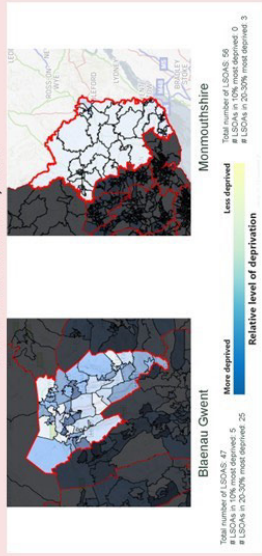 Blaenau Gwent
Total number of LSOAS: 47
# LSOAs in 10% most deprived: 5
# LSOAs in 20-30% most deprived: 25
More deprived
Less deprived
Relative level of deprivation
Monmouthshire
Total number of LSOAS: 56
# LSOAs in 10% most deprived: 0
# LSOAs in 20-30% most deprived: 3
BRADLEY
STOKE